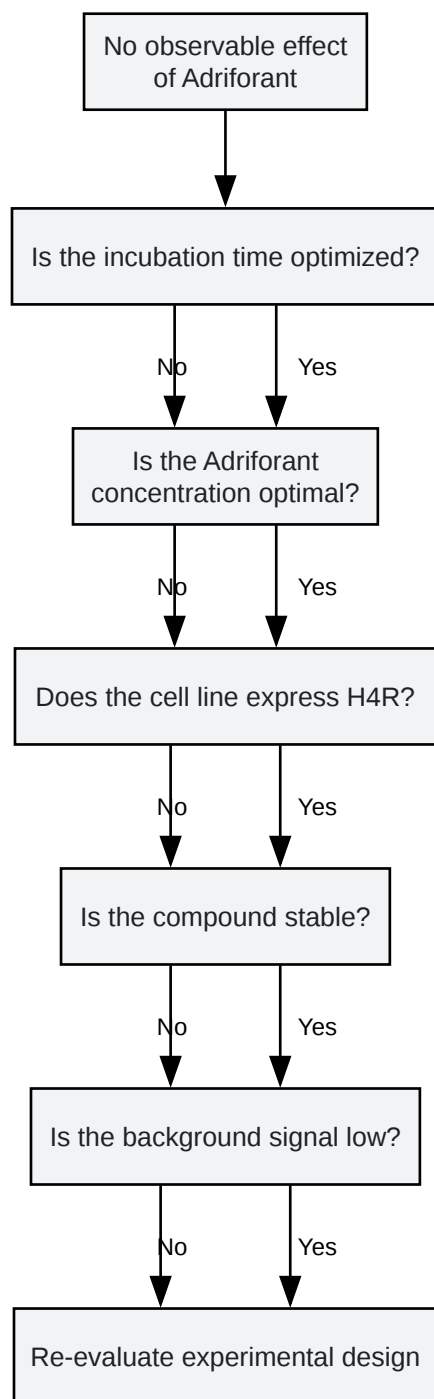 No observable effect
of Adriforant
Is the incubation time optimized?
No
Yes
Is the Adriforant
concentration optimal?
No
Yes
Does the cell line express H4R?
No
Yes
Is the compound stable?
No
Yes
Is the background signal low?
No
Yes
Re-evaluate experimental design